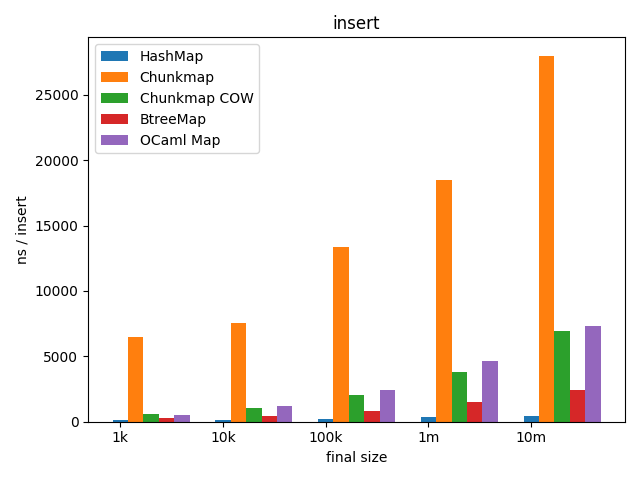 insert
HashMap
Chunkmap
Chunkmap COW
BtreeMap
OCaml Map
ns / insert
25000
20000
15000
10000
5000
0
1k 10k 100k 1m 10m
final size